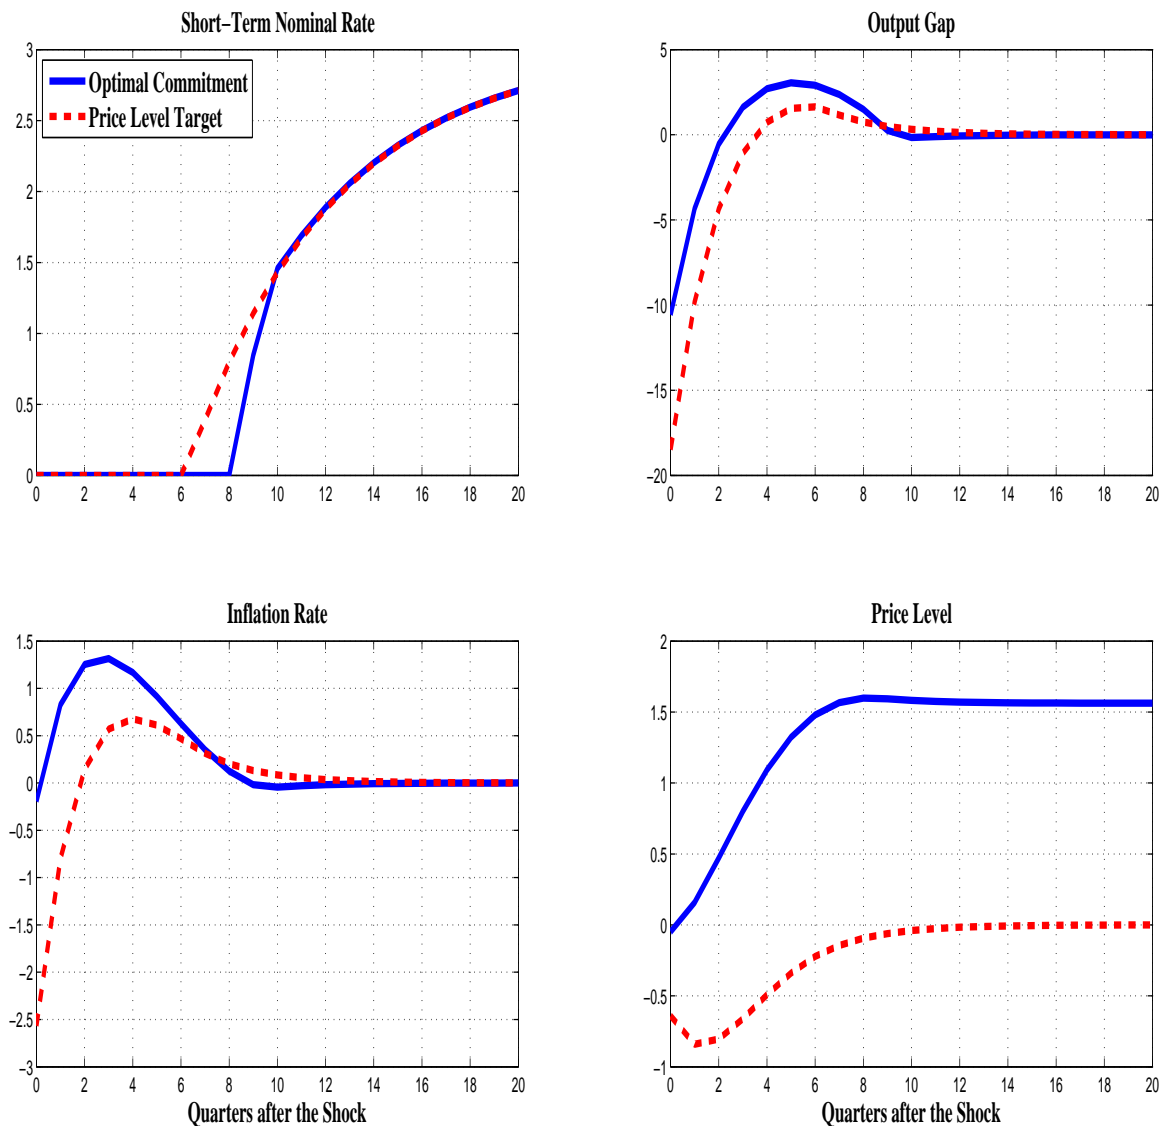 Short−Term Nominal Rate
3
2.5
2
1.5
1
0.5
0
Optimal Commitment
Price Level Target
0 2 4 6 8 10 12 14 16 18 20
Output Gap
5
0
−5
−10
−15
−20
0 2 4 6 8 10 12 14 16 18 20
Inflation Rate
1.5
1
0.5
0
−0.5
−1
−1.5
−2
−2.5
−3
0 2 4 6 8 10 12 14 16 18 20
Quarters after the Shock
Price Level
2
1.5
1
0.5
0
−0.5
−1
0 2 4 6 8 10 12 14 16 18 20
Quarters after the Shock